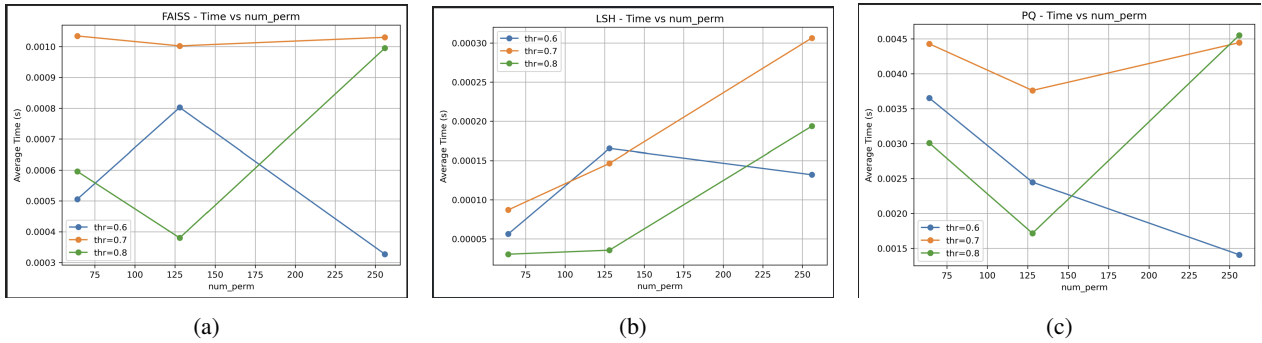 FAISS - Time vs num_perm
0.0010
0.0009
0.0008
0.0007
0.0006
0.0005
0.0004
0.0003
Average Time (s)
thr=0.6
thr=0.7
thr=0.8
75 100 125 150 175 200 225 250
num_perm
(a)
LSH - Time vs num_perm
0.00030
0.00025
0.00020
0.00015
0.00010
0.00005
Average Time (s)
thr=0.6
thr=0.7
thr=0.8
75 100 125 150 175 200 225 250
num_perm
(b)
PQ - Time vs num_perm
0.0045
0.0040
0.0035
0.0030
0.0025
0.0020
0.0015
Average Time (s)
thr=0.6
thr=0.7
thr=0.8
75 100 125 150 175 200 225 250
num_perm
(c)